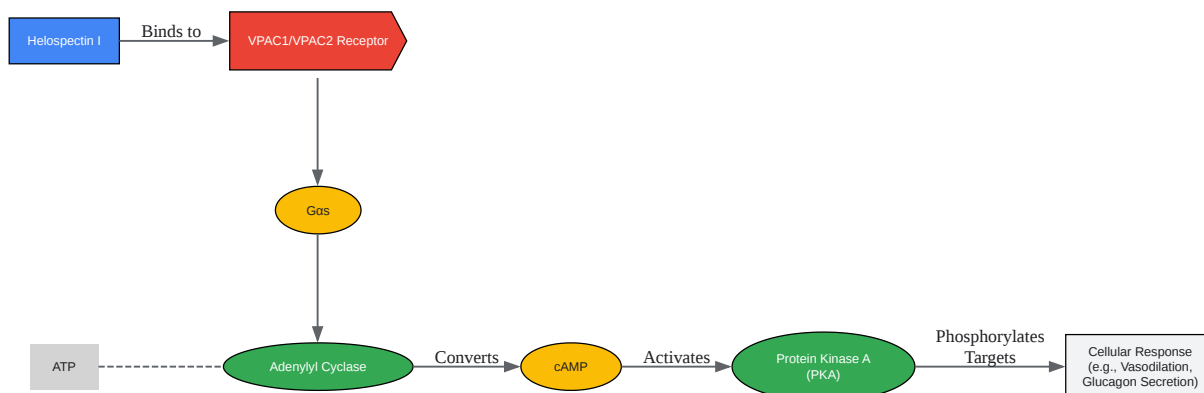 Helospectin I
Binds to
VPAC1/VPAC2 Receptor
Gαs
ATP
Adenylyl Cyclase
Converts
cAMP
Activates
Protein Kinase A
(PKA)
Phosphorylates
Targets
Cellular Response
(e.g., Vasodilation,
Glucagon Secretion)